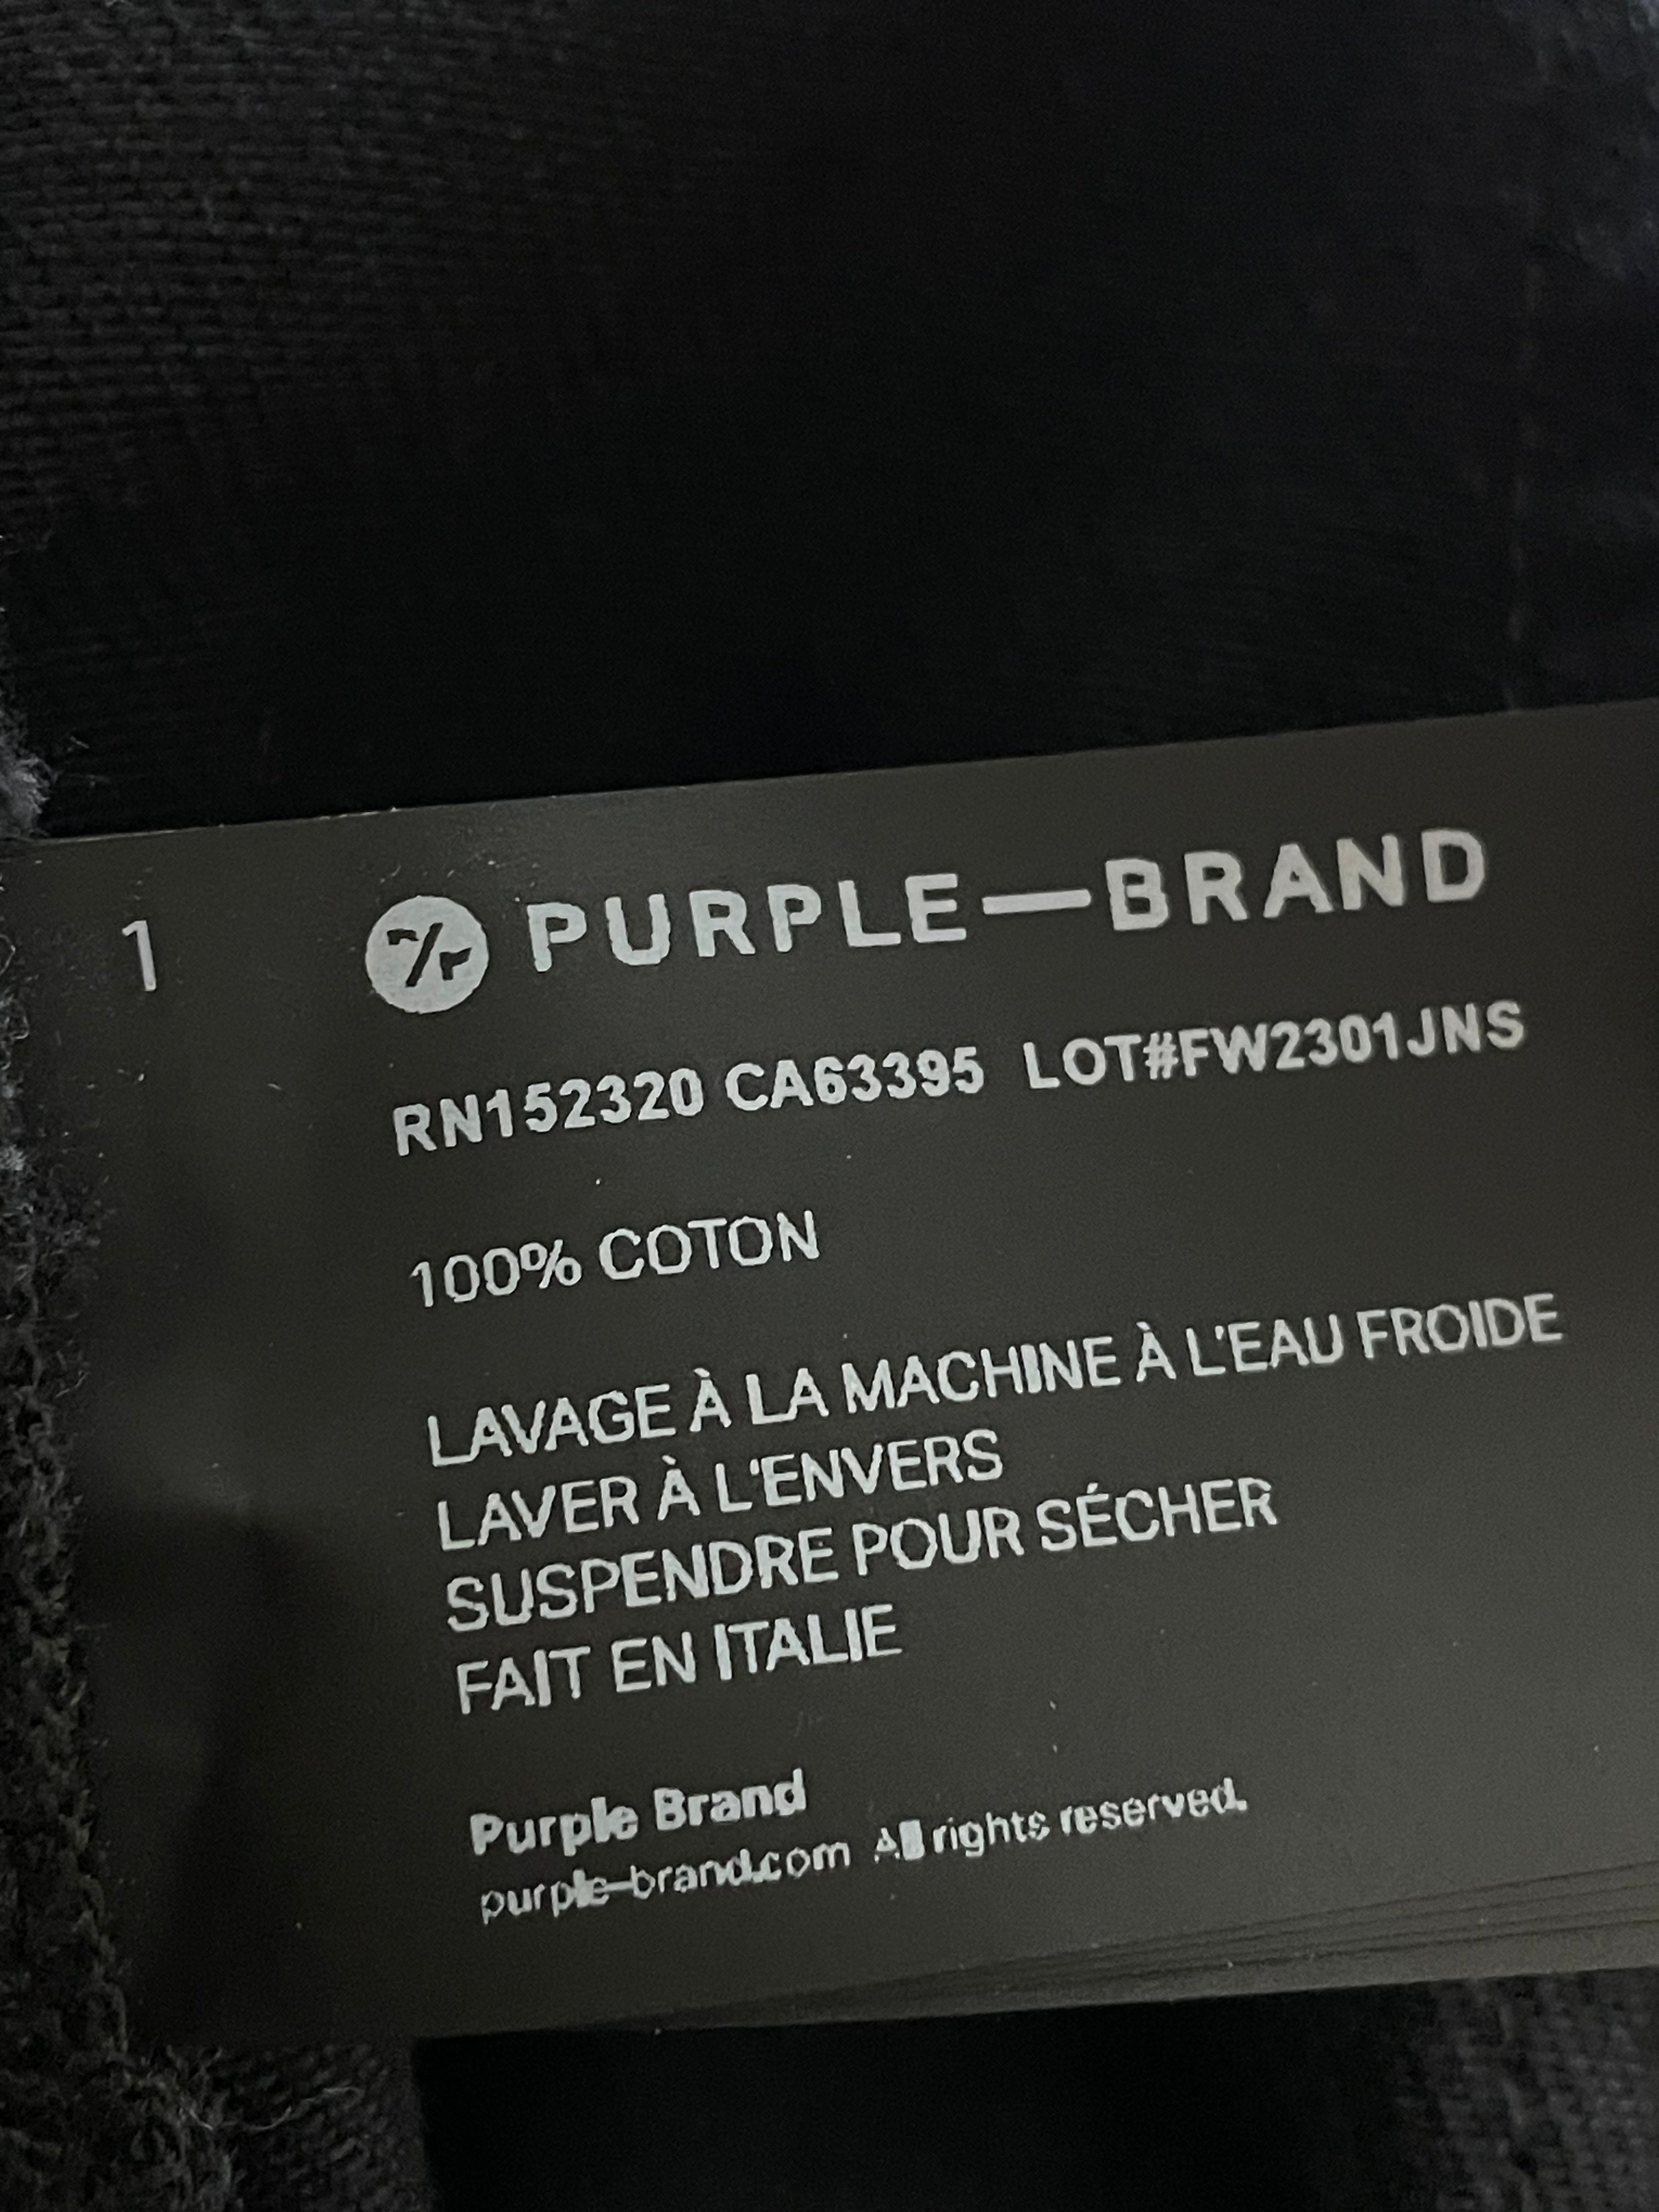 1
PURPLE—BRAND
RN152320 CA63395 LOT#FW2301JNS
100% COTON
LAVAGE À LA MACHINE À L'EAU FROIDE
LAVER À L'ENVERS
SUSPENDRE POUR SÉCHER
FAIT EN ITALIE
Purple Brand
purple-brand.com All rights reserved.